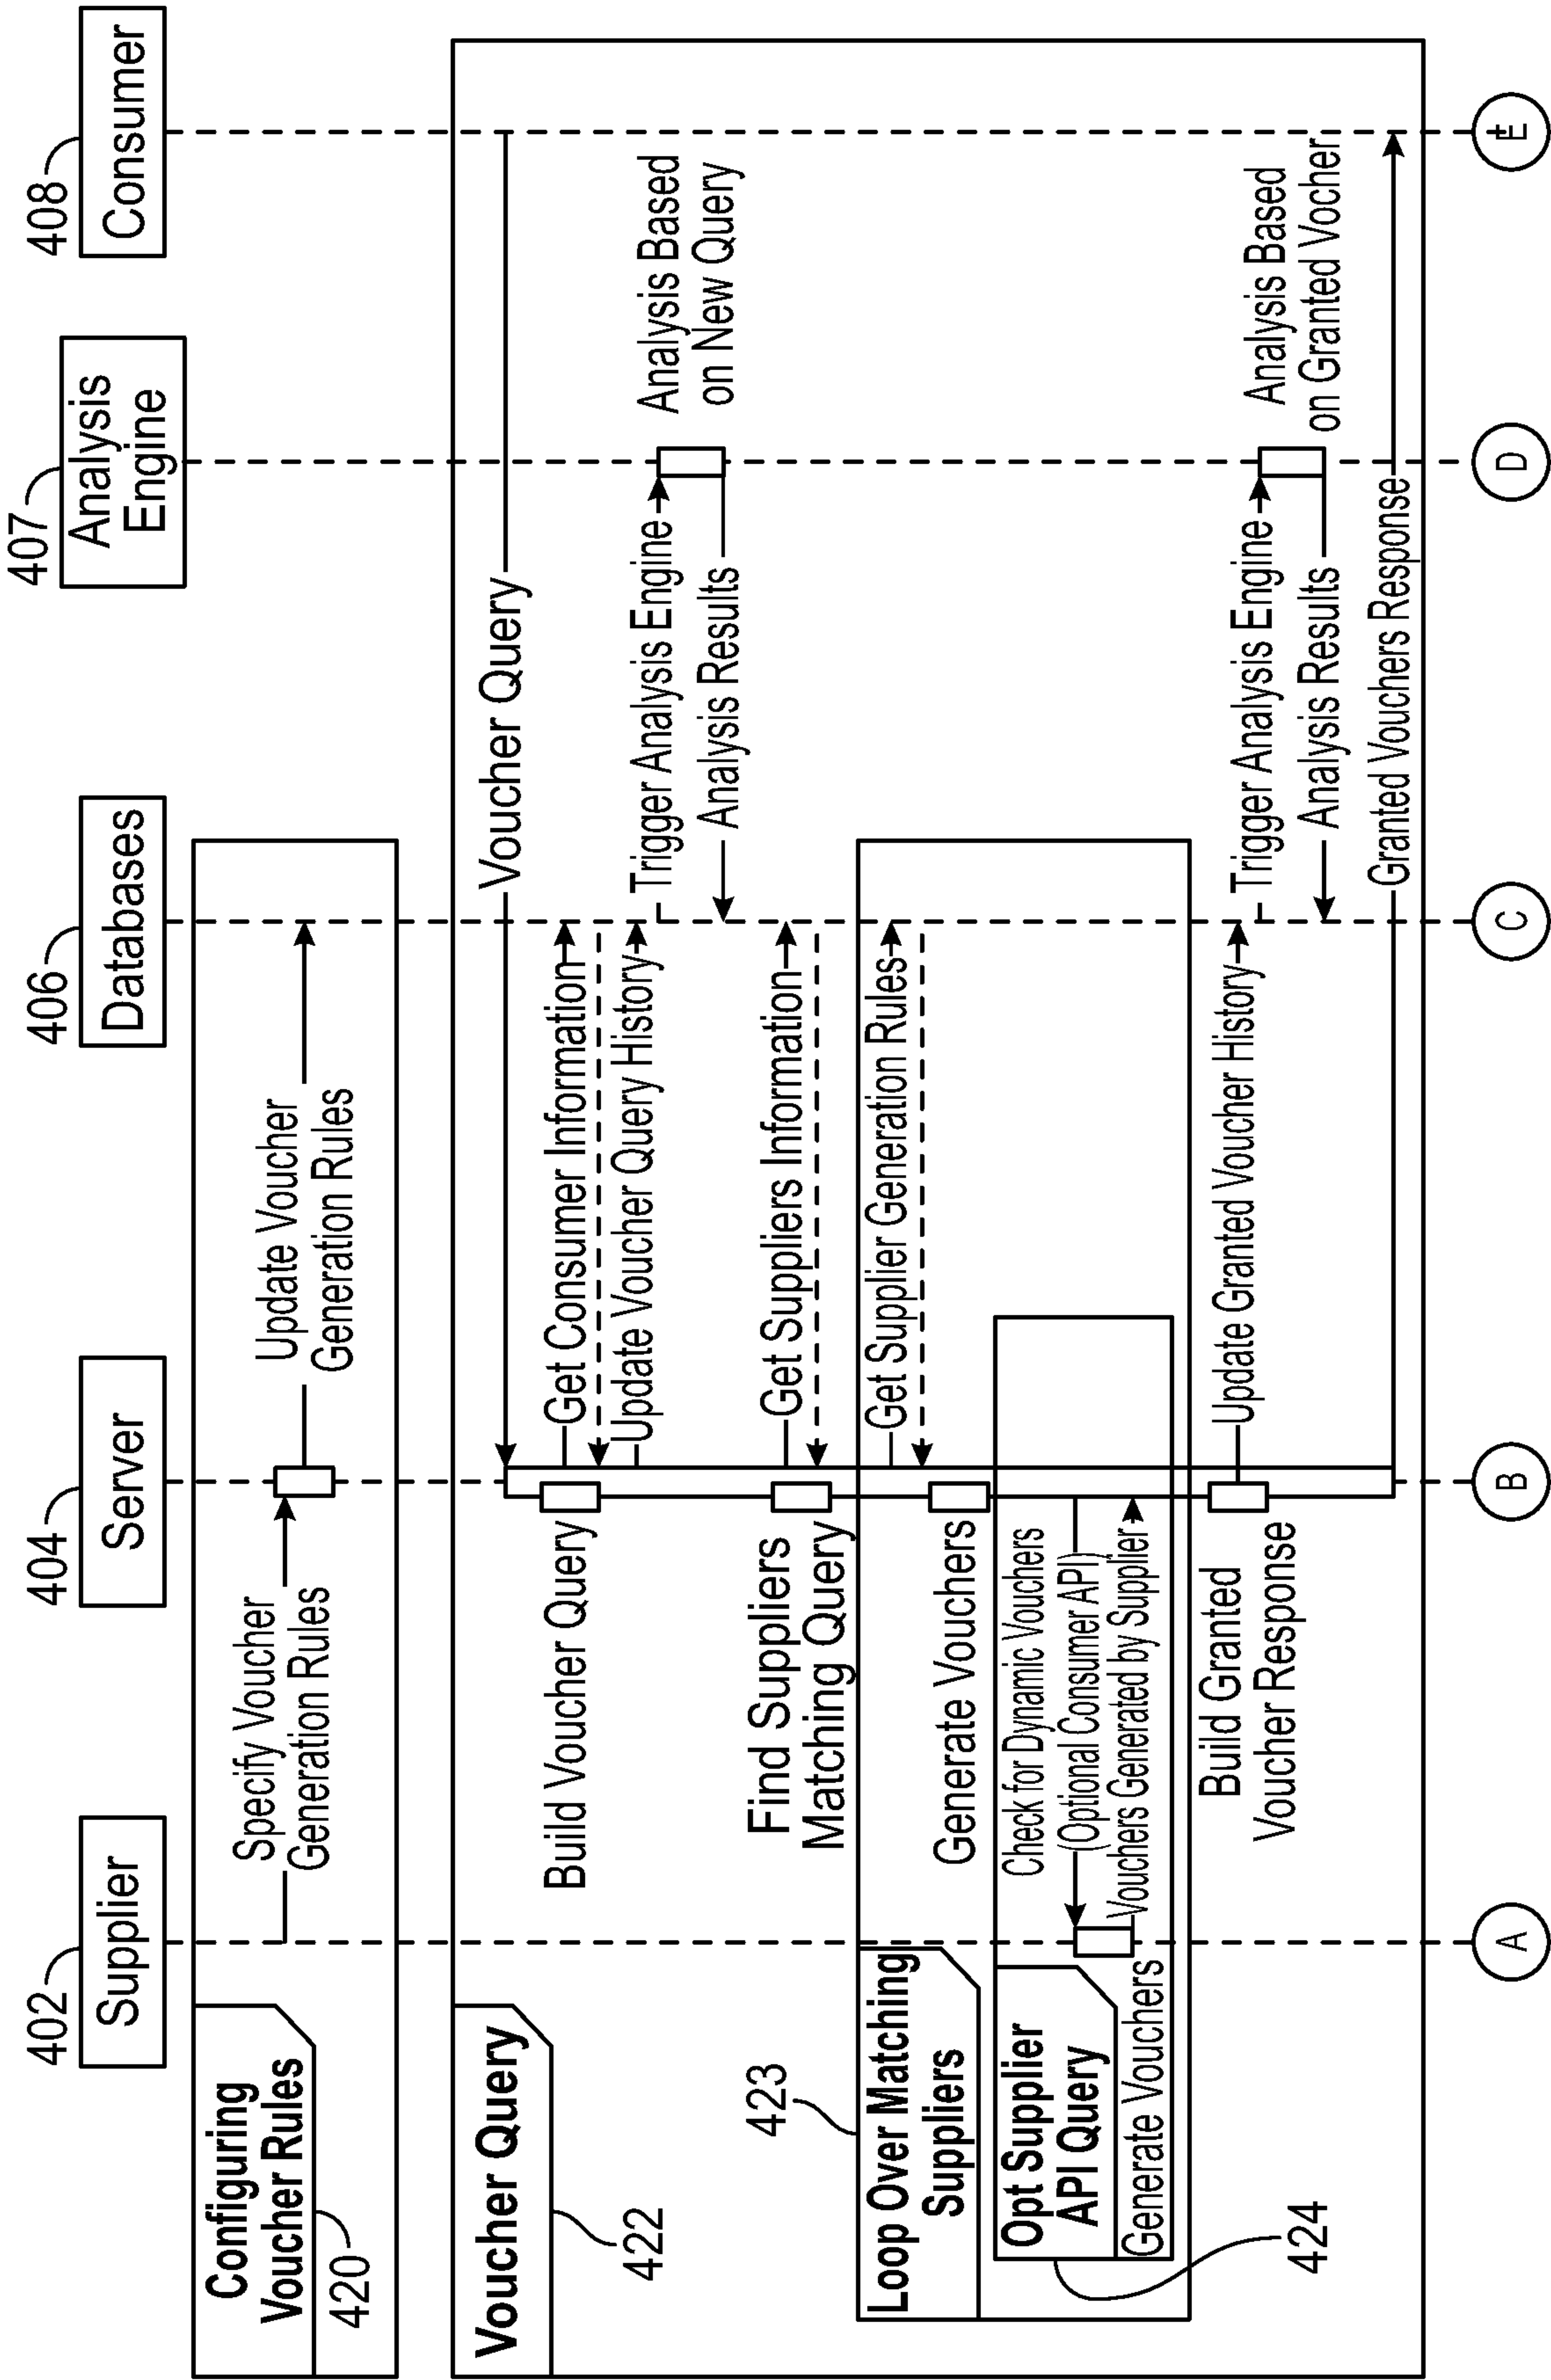 402
Supplier
404
Server
406
Databases
407
Analysis
Engine
408
Consumer
Configuring
Voucher Rules
420
Specify Voucher
Generation Rules
Update Voucher
Generation Rules
Voucher Query
422
Voucher Query
Build Voucher Query
Get Consumer Information
Update Voucher Query History
Trigger Analysis Engine
Analysis Results
Analysis Based
on New Query
Find Suppliers
Matching Query
Get Suppliers Information
423
Loop Over Matching
Suppliers
Get Supplier Generation Rules
Generate Vouchers
Opt Supplier
API Query
424
Check for Dynamic Vouchers
(Optional Consumer API)
Vouchers Generated by Supplier
Generate Vouchers
Build Granted
Voucher Response
Update Granted Voucher History
Trigger Analysis Engine
Analysis Results
Analysis Based
on Granted Vocher
Granted Vouchers Response
A
B
C
D
E